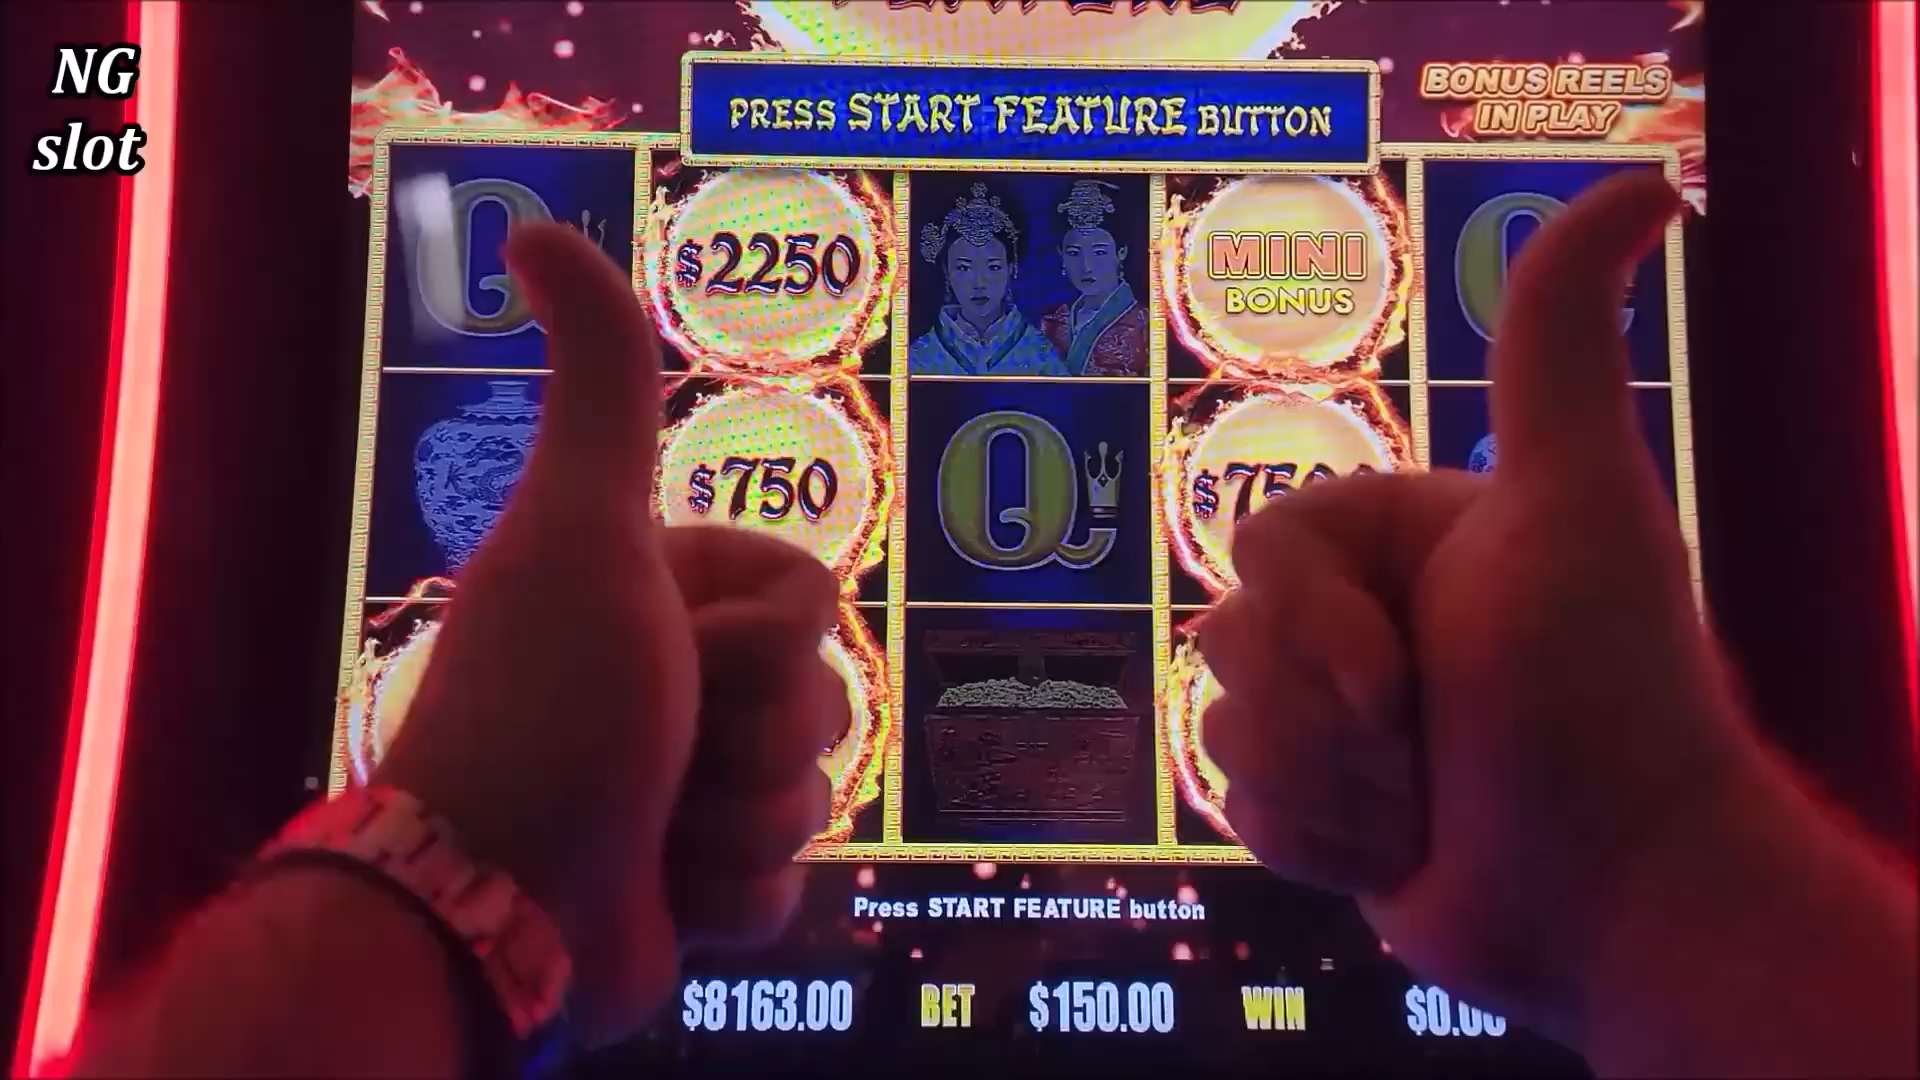 NG
slot
PRESS START FEATURE BUTTON
BONUS REELS
IN PLAY
Q
$2250
MINI
BONUS
Q
K
$750
Q
Press START FEATURE button
$8163.00 BET $150.00 WIN